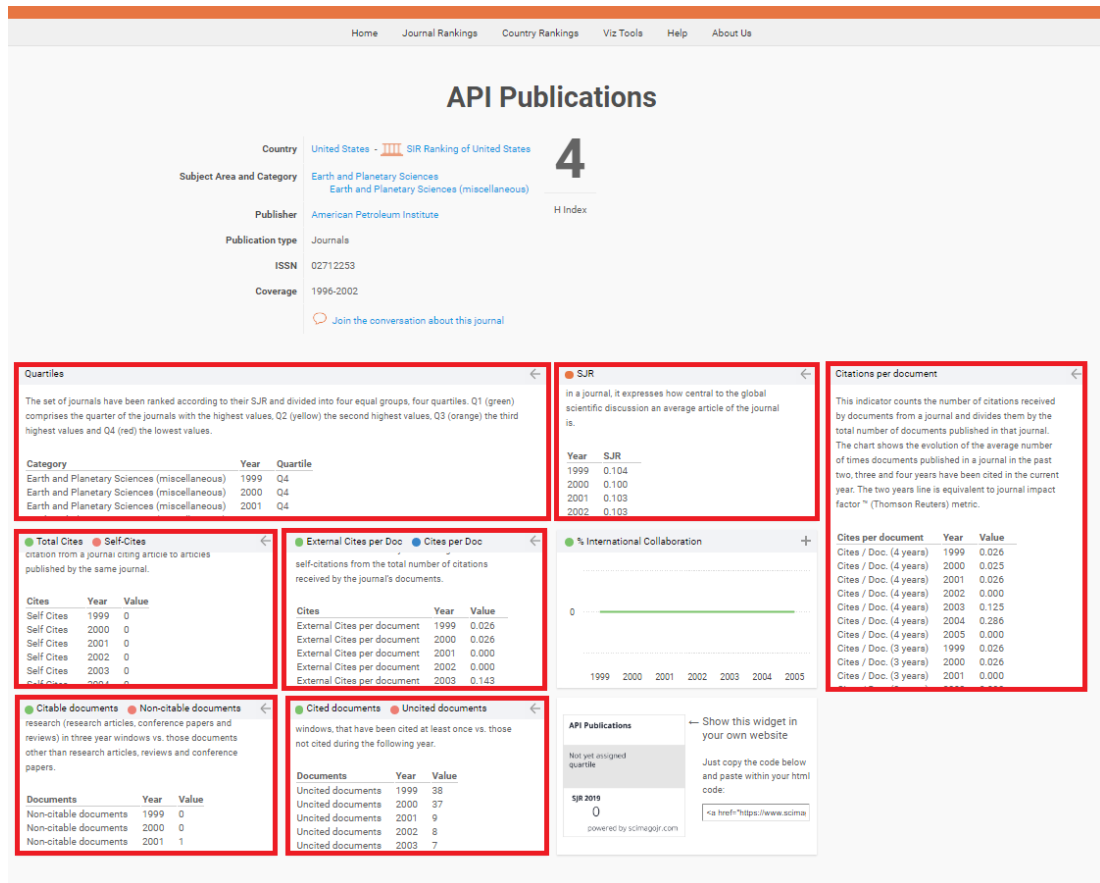 Home Journal Rankings Country Rankings Viz Tools Help About Us
API Publications
Country United States - SIR Ranking of United States
Subject Area and Category Earth and Planetary Sciences
Earth and Planetary Sciences (miscellaneous)
Publisher American Petroleum Institute
Publication type Journals
ISSN 02712253
Coverage 1996-2002
Join the conversation about this journal
4
H Index
Quartiles
The set of journals have been ranked according to their SJR and divided into four equal groups, four quartiles. Q1 (green)
comprises the quarter of the journals with the highest values, Q2 (yellow) the second highest values, Q3 (orange) the third
highest values and Q4 (red) the lowest values.
Category Year Quartile
Earth and Planetary Sciences (miscellaneous) 1999 Q4
Earth and Planetary Sciences (miscellaneous) 2000 Q4
Earth and Planetary Sciences (miscellaneous) 2001 Q4
SJR
in a journal, it expresses how central to the global
scientific discussion an average article of the journal
is.
Year SJR
1999 0.104
2000 0.100
2001 0.103
2002 0.103
Citations per document
This indicator counts the number of citations received
by documents from a journal and divides them by the
total number of documents published in that journal.
The chart shows the evolution of the average number
of times documents published in a journal in the past
two, three and four years have been cited in the current
year. The two years line is equivalent to journal impact
factor ™ (Thomson Reuters) metric.
Cites per document Year Value
Cites / Doc. (4 years) 1999 0.026
Cites / Doc. (4 years) 2000 0.025
Cites / Doc. (4 years) 2001 0.026
Cites / Doc. (4 years) 2002 0.000
Cites / Doc. (4 years) 2003 0.125
Cites / Doc. (4 years) 2004 0.286
Cites / Doc. (4 years) 2005 0.000
Cites / Doc. (3 years) 1999 0.026
Cites / Doc. (3 years) 2000 0.026
Cites / Doc. (3 years) 2001 0.000
Total Cites Self-Cites
citation from a journal citing article to articles
published by the same journal.
Cites Year Value
Self Cites 1999 0
Self Cites 2000 0
Self Cites 2001 0
Self Cites 2002 0
Self Cites 2003 0
Self Cites 2004 0
External Cites per Doc Cites per Doc
self-citations from the total number of citations
received by the journal's documents.
Cites Year Value
External Cites per document 1999 0.026
External Cites per document 2000 0.026
External Cites per document 2001 0.000
External Cites per document 2002 0.000
External Cites per document 2003 0.143
% International Collaboration
0
1999 2000 2001 2002 2003 2004 2005
Citable documents Non-citable documents
research (research articles, conference papers and
reviews) in three year windows vs. those documents
other than research articles, reviews and conference
papers.
Documents Year Value
Non-citable documents 1999 0
Non-citable documents 2000 0
Non-citable documents 2001 1
Cited documents Uncited documents
windows, that have been cited at least once vs. those
not cited during the following year.
Documents Year Value
Uncited documents 1999 38
Uncited documents 2000 37
Uncited documents 2001 9
Uncited documents 2002 8
Uncited documents 2003 7
API Publications
Not yet assigned
quartile
SJR 2019
0
powered by scimagojr.com
← Show this widget in
your own website
Just copy the code below
and paste within your html
code:
<a href="https://www.scima